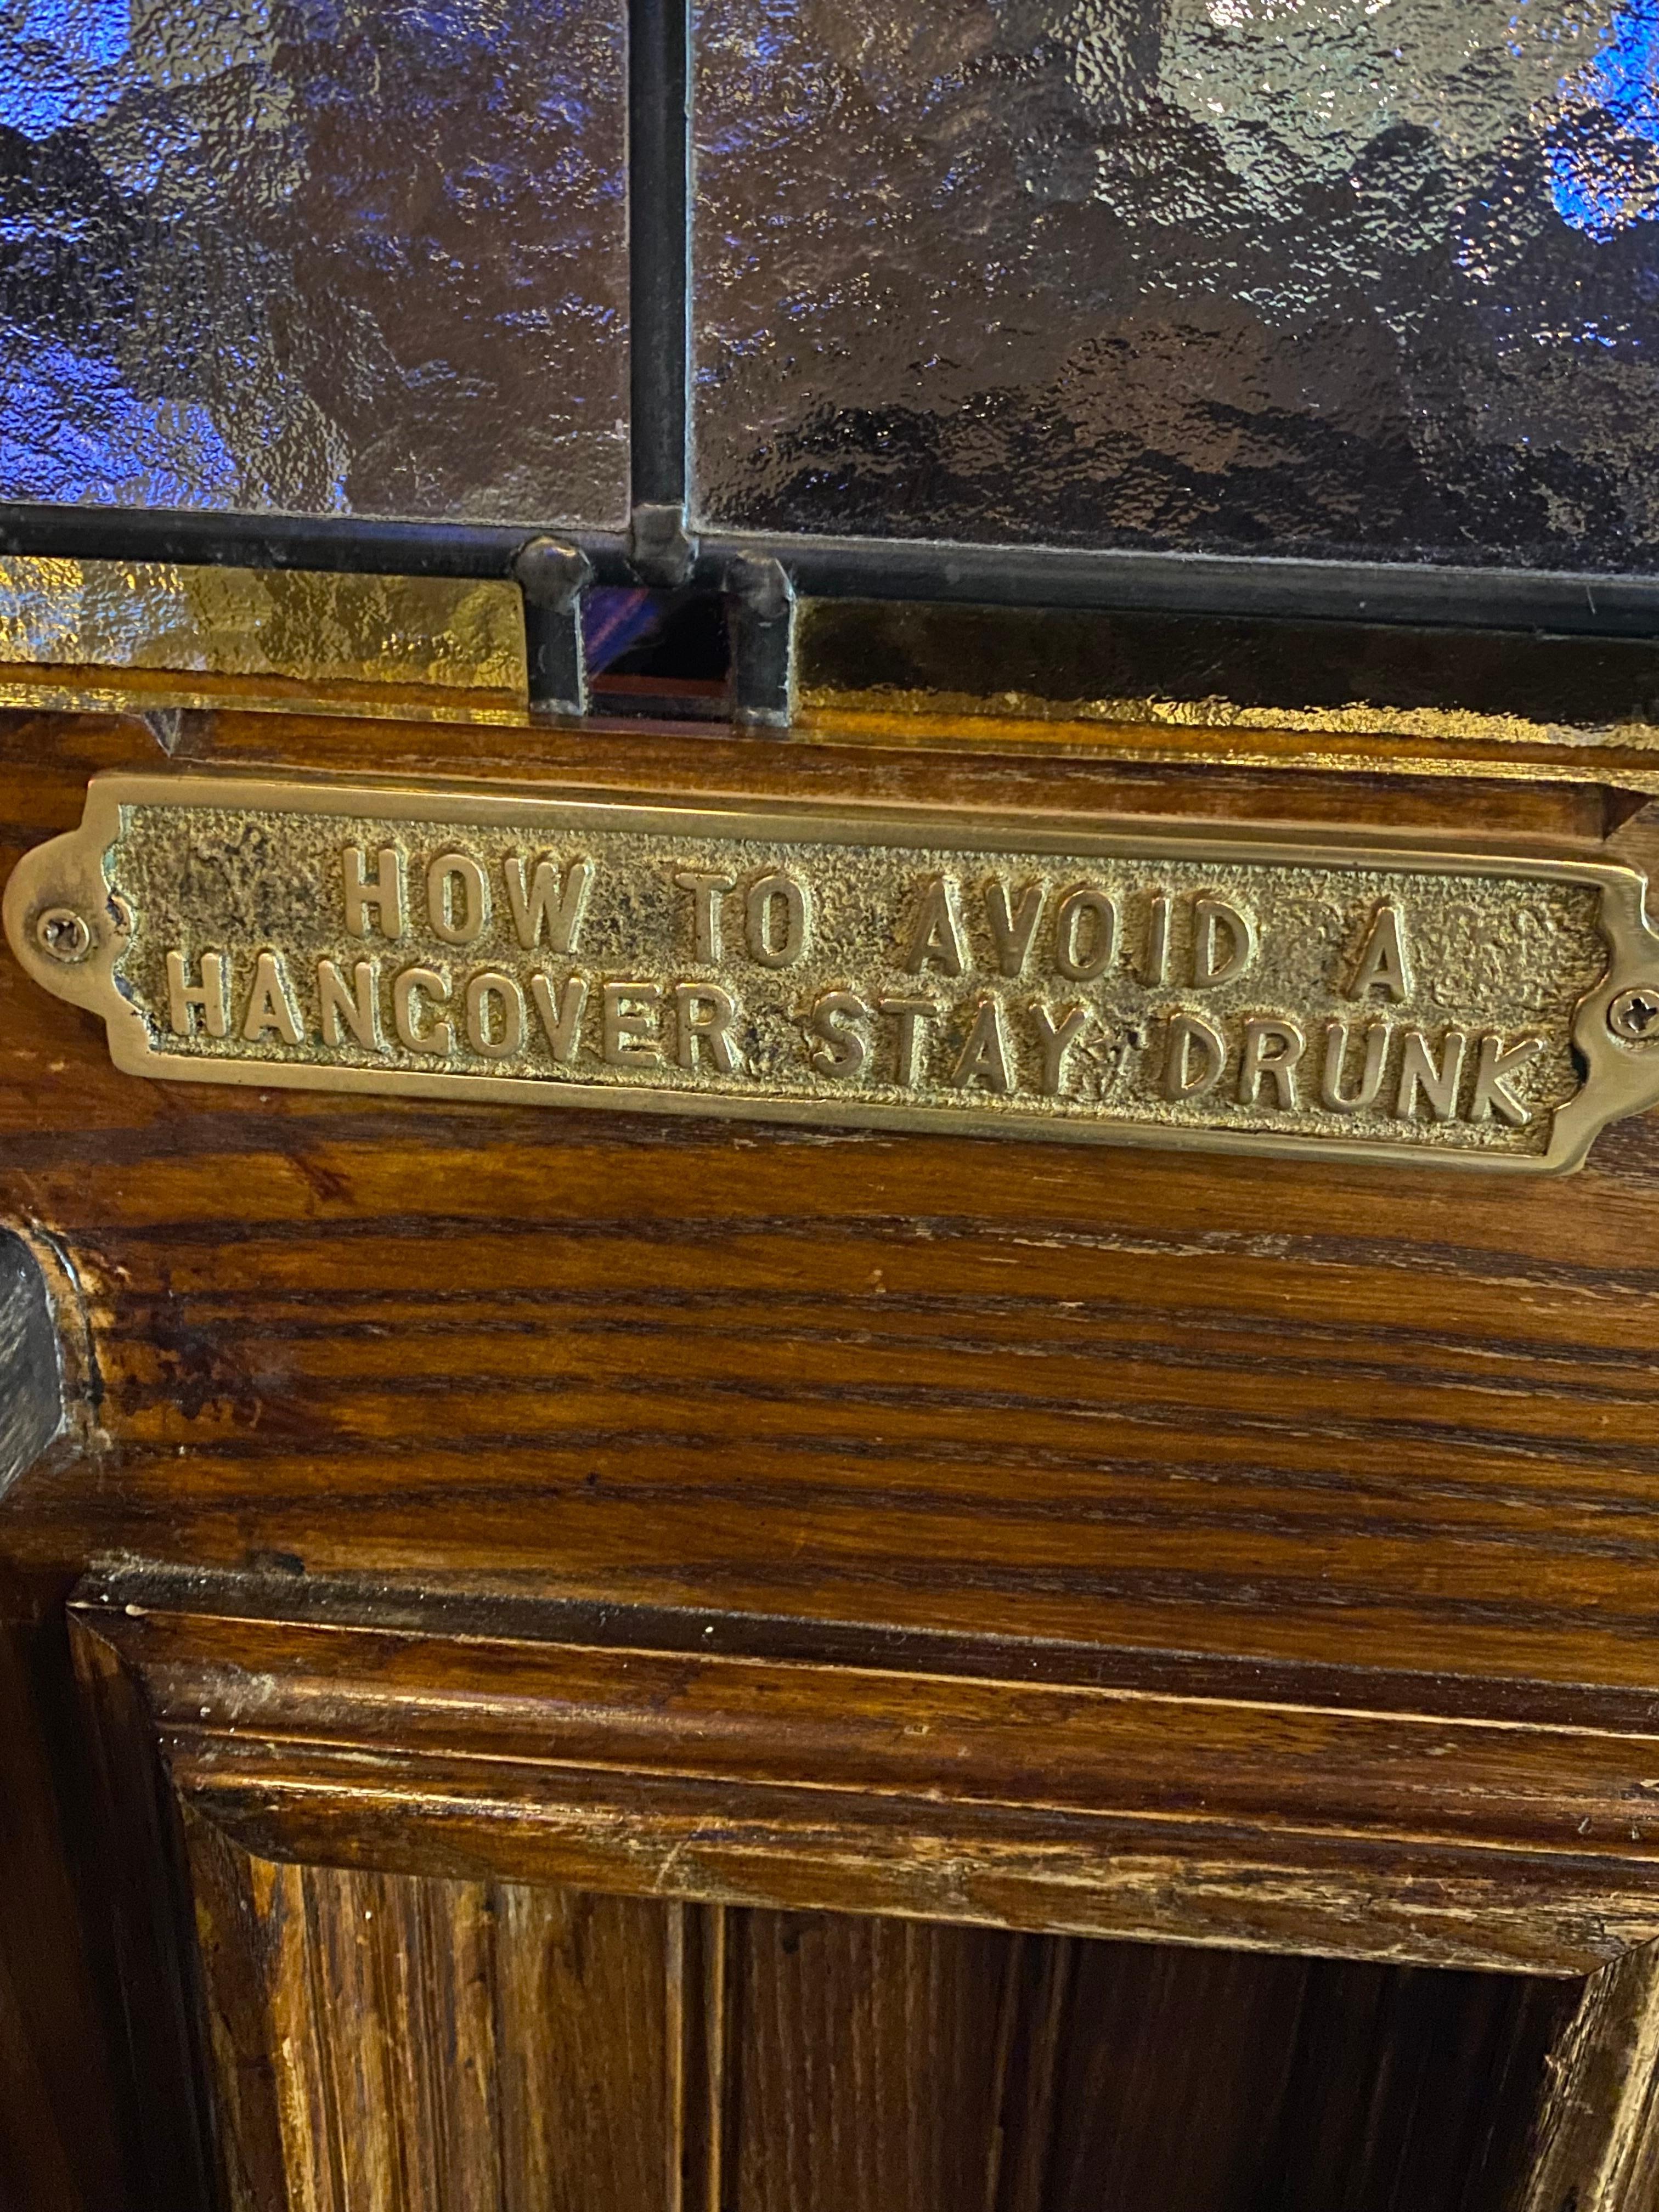 HOW TO AVOID A
HANGOVER STAY DRUNK